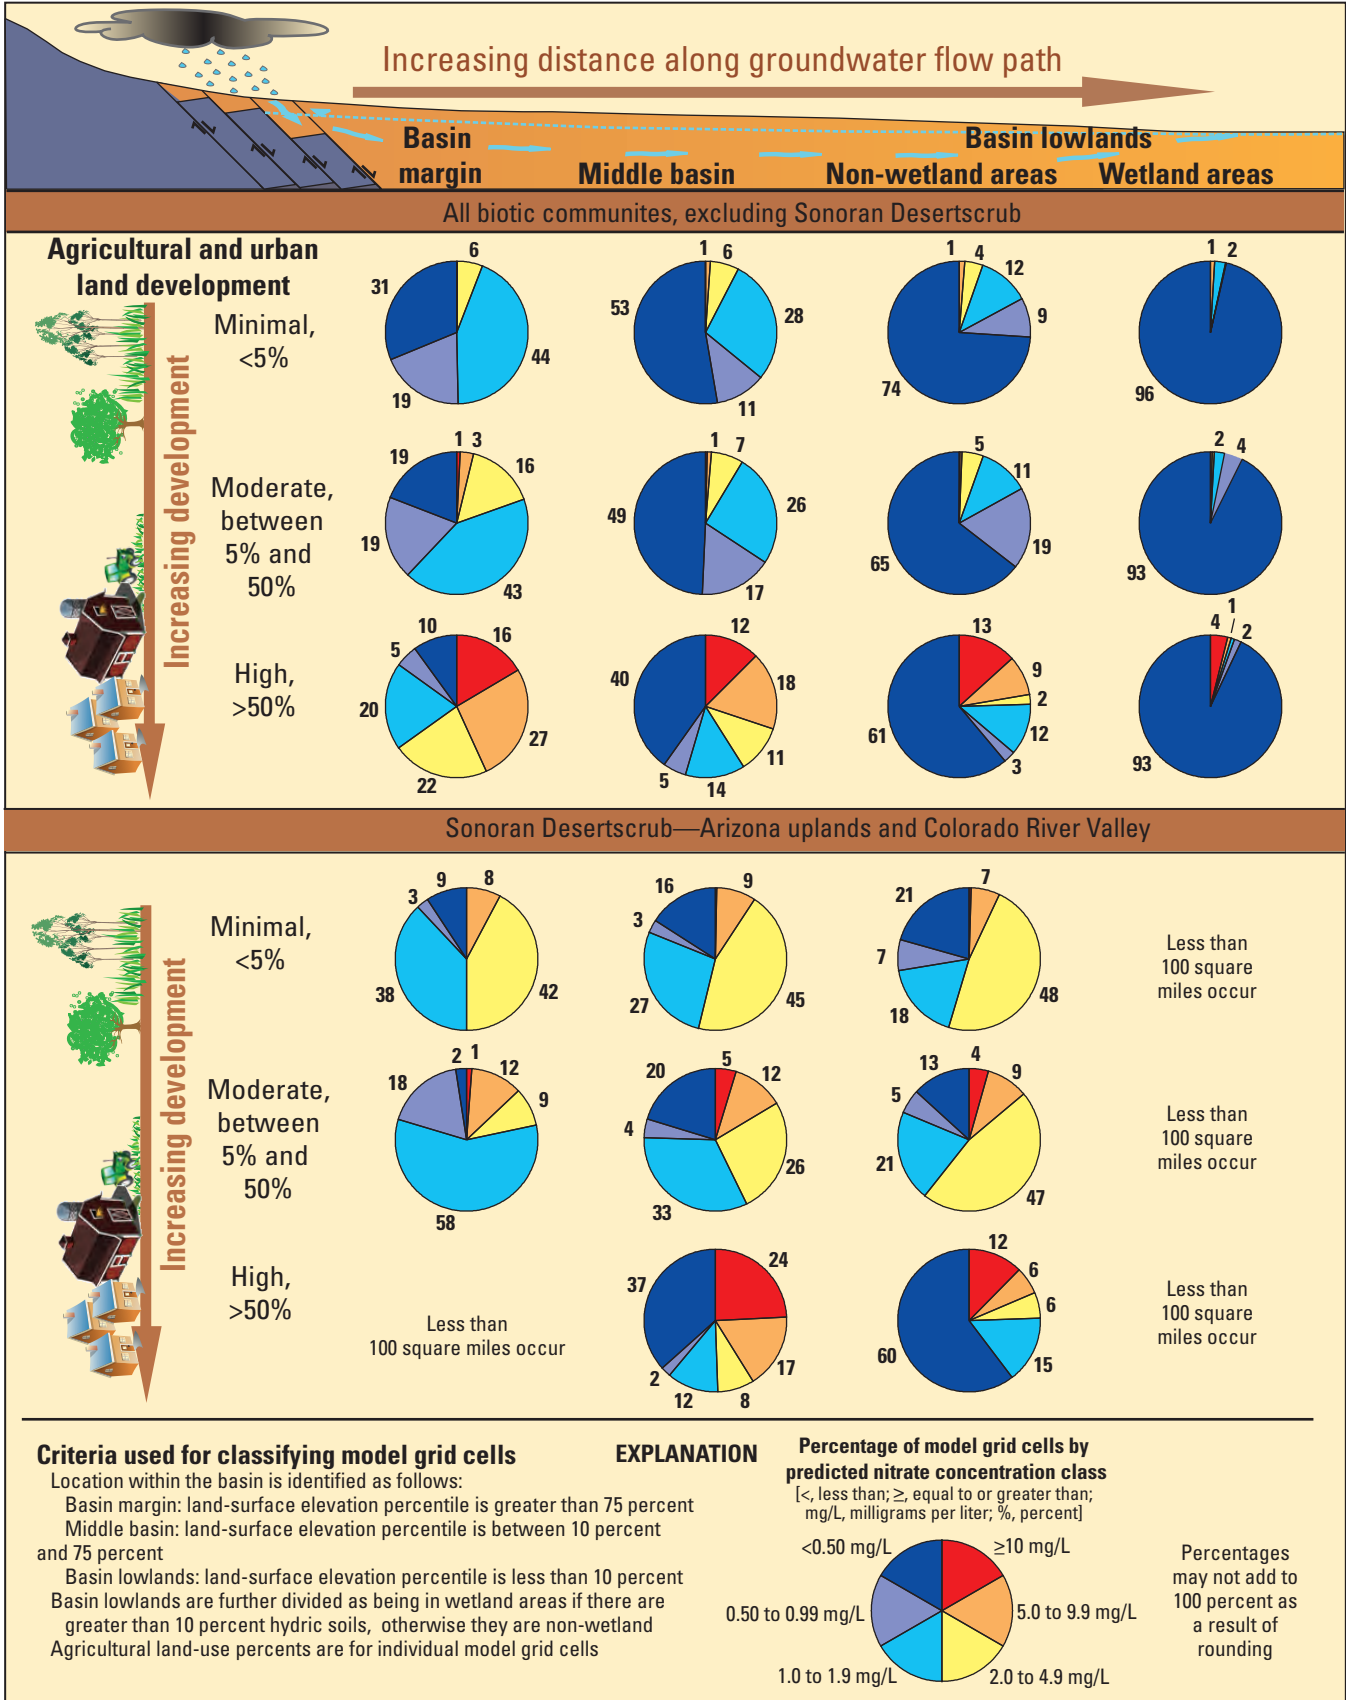 Increasing distance along groundwater flow path
Basin
margin
Middle basin
Basin lowlands
Non-wetland areas
Wetland areas
All biotic communites, excluding Sonoran Desertscrub
Agricultural and urban
land development
Increasing development
Minimal,
<5%
6
44
19
31
1
6
28
11
53
1
4
12
9
74
1
2
96
Moderate,
between
5% and
50%
1
3
16
43
19
19
1
7
26
17
49
5
11
19
65
2
4
93
High,
>50%
16
27
22
20
5
10
12
18
11
14
5
40
13
9
2
12
3
61
4
1
2
93
Sonoran Desertscrub—Arizona uplands and Colorado River Valley
Increasing development
Minimal,
<5%
8
42
38
3
9
9
45
27
3
16
7
48
18
7
21
Less than
100 square
miles occur
Moderate,
between
5% and
50%
1
12
9
58
18
2
5
12
26
33
4
20
4
9
47
21
5
13
Less than
100 square
miles occur
High,
>50%
Less than
100 square miles occur
24
17
8
12
2
37
12
6
6
15
60
Less than
100 square
miles occur
Criteria used for classifying model grid cells
Location within the basin is identified as follows:
Basin margin: land-surface elevation percentile is greater than 75 percent
Middle basin: land-surface elevation percentile is between 10 percent
and 75 percent
Basin lowlands: land-surface elevation percentile is less than 10 percent
Basin lowlands are further divided as being in wetland areas if there are
greater than 10 percent hydric soils, otherwise they are non-wetland
Agricultural land-use percents are for individual model grid cells
EXPLANATION
Percentage of model grid cells by
predicted nitrate concentration class
[<, less than; ≥, equal to or greater than;
mg/L, milligrams per liter; %, percent]
<0.50 mg/L
≥10 mg/L
0.50 to 0.99 mg/L
5.0 to 9.9 mg/L
1.0 to 1.9 mg/L
2.0 to 4.9 mg/L
Percentages
may not add to
100 percent as
a result of
rounding